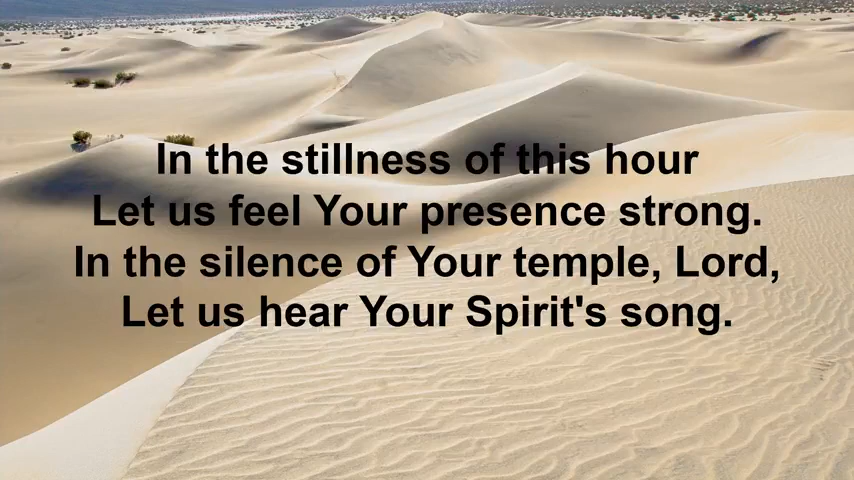 In the stillness of this hour
Let us feel Your presence strong.
In the silence of Your temple, Lord,
Let us hear Your Spirit's song.